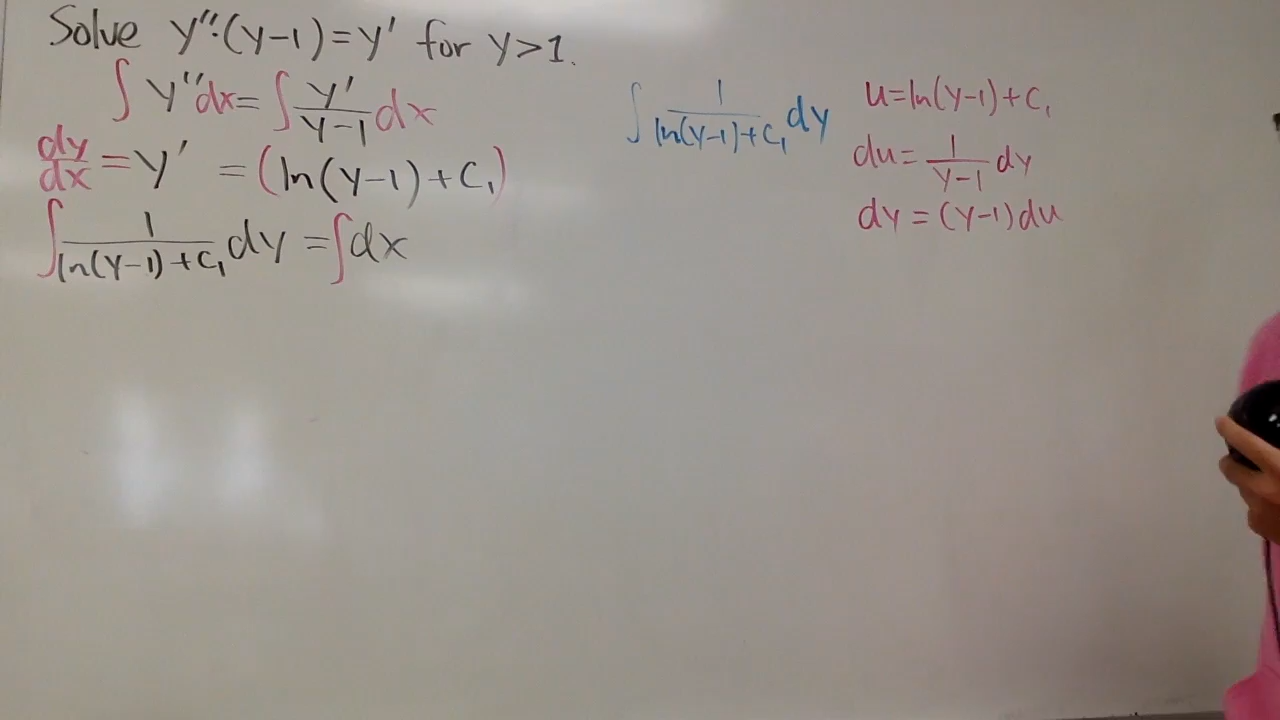 Solve y''·(y-1)=y' for y>1.
∫ y''dx = ∫ y'/(y-1) dx
dy/dx = y' = (ln(y-1)+C₁)
∫ 1/(ln(y-1)+C₁) dy = ∫dx
∫ 1/(ln(y-1)+C₁) dy
u=ln(y-1)+C₁
du = 1/(y-1) dy
dy = (y-1)du